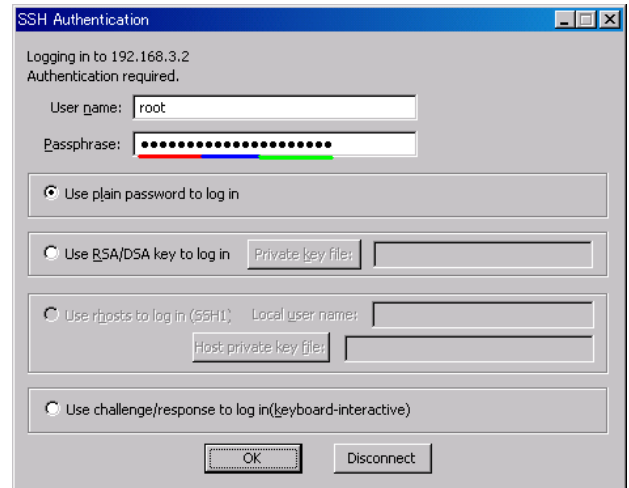 SSH Authentication
Logging in to 192.168.3.2
Authentication required.
User name: root
Passphrase: ●●●●●●●●●●●●●●●●●●●●●
Use plain password to log in
Use RSA/DSA key to log in Private key file:
Use rhosts to log in (SSH1) Local user name:
Host private key file:
Use challenge/response to log in(keyboard-interactive)
OK Disconnect